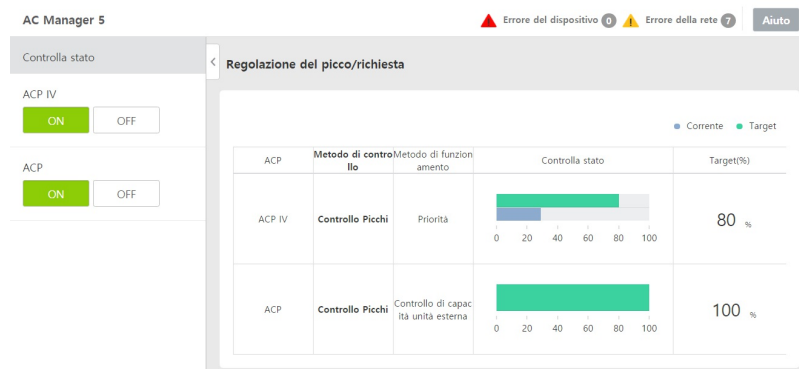 AC Manager 5
Errore del dispositivo 0 Errore della rete 7 Aiuto
Controlla stato
Regolazione del picco/richiesta
ACP IV
ON OFF
ACP
ON OFF
Corrente Target
ACP
Metodo di contro
llo
Metodo di funzion
amento
Controlla stato
Target(%)
ACP IV
Controllo Picchi
Priorità
0 20 40 60 80 100
80 %
ACP
Controllo Picchi
Controllo di capac
ità unità esterna
0 20 40 60 80 100
100 %